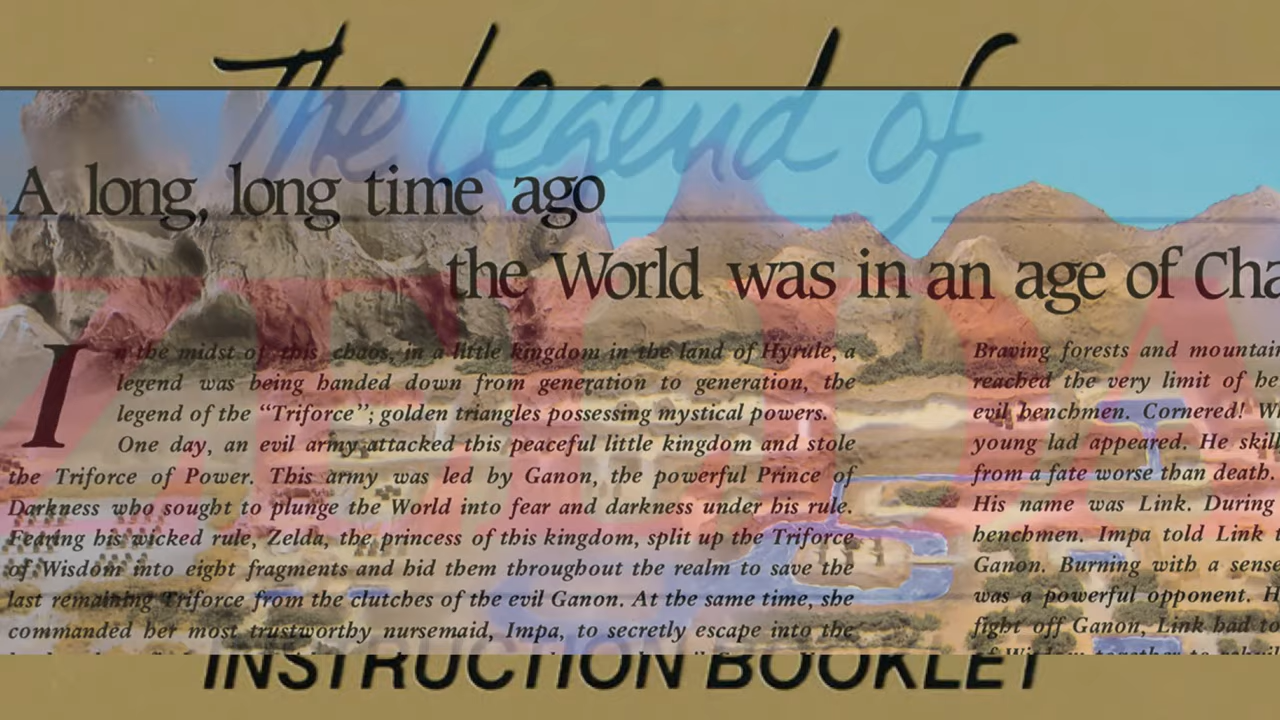 The Legend of
A long, long time ago
the World was in an age of Cha
ZELDA
In the midst of this chaos, in a little kingdom in the land of Hyrule, a
legend was being handed down from generation to generation, the
legend of the “Triforce”; golden triangles possessing mystical powers.
One day, an evil army attacked this peaceful little kingdom and stole
the Triforce of Power. This army was led by Ganon, the powerful Prince of
Darkness who sought to plunge the World into fear and darkness under his rule.
Fearing his wicked rule, Zelda, the princess of this kingdom, split up the Triforce
of Wisdom into eight fragments and hid them throughout the realm to save the
last remaining Triforce from the clutches of the evil Ganon. At the same time, she
commanded her most trustworthy nursemaid, Impa, to secretly escape into the
Braving forests and mountain
reached the very limit of he
evil henchmen. Cornered! W
young lad appeared. He skil
from a fate worse than death.
His name was Link. During
henchmen. Impa told Link t
Ganon. Burning with a sense
was a powerful opponent. H
fight off Ganon, Link had to
of Wisdom together to rebuil
INSTRUCTION BOOKLET